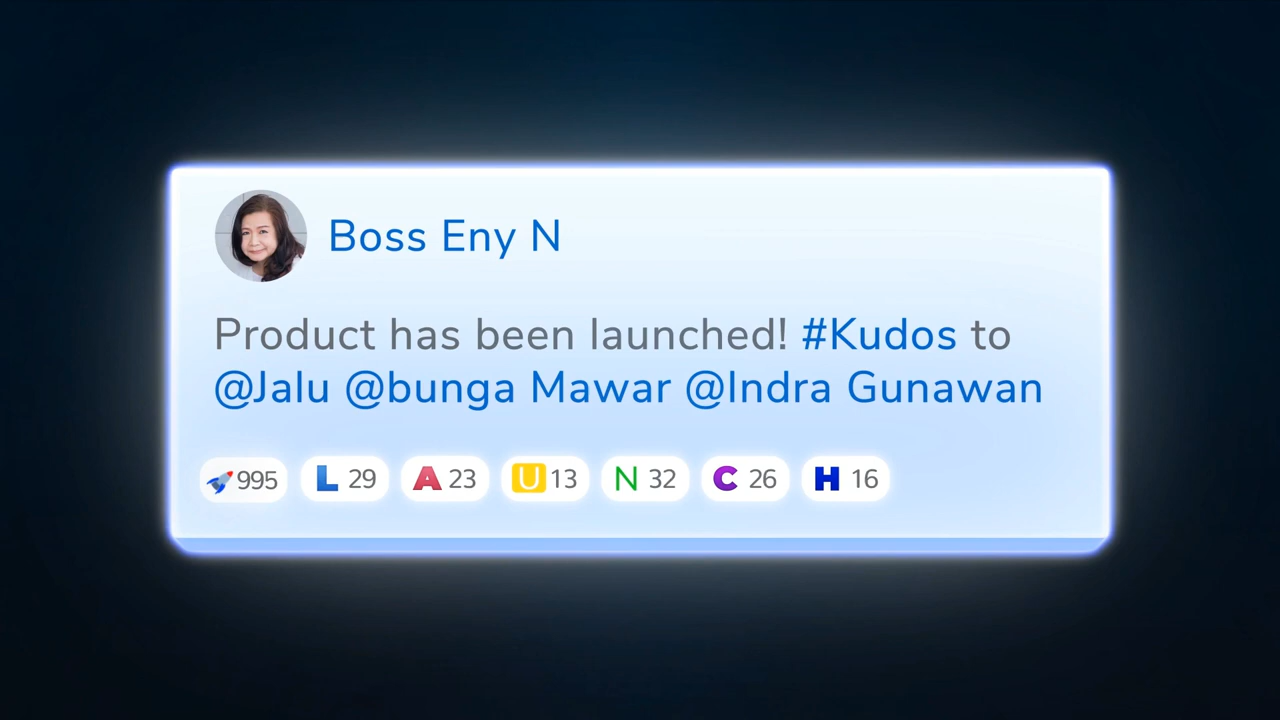 Boss Eny N
Product has been launched! #Kudos to
@Jalu @bunga Mawar @Indra Gunawan
995 L 29 A 23 U 13 N 32 C 26 H 16